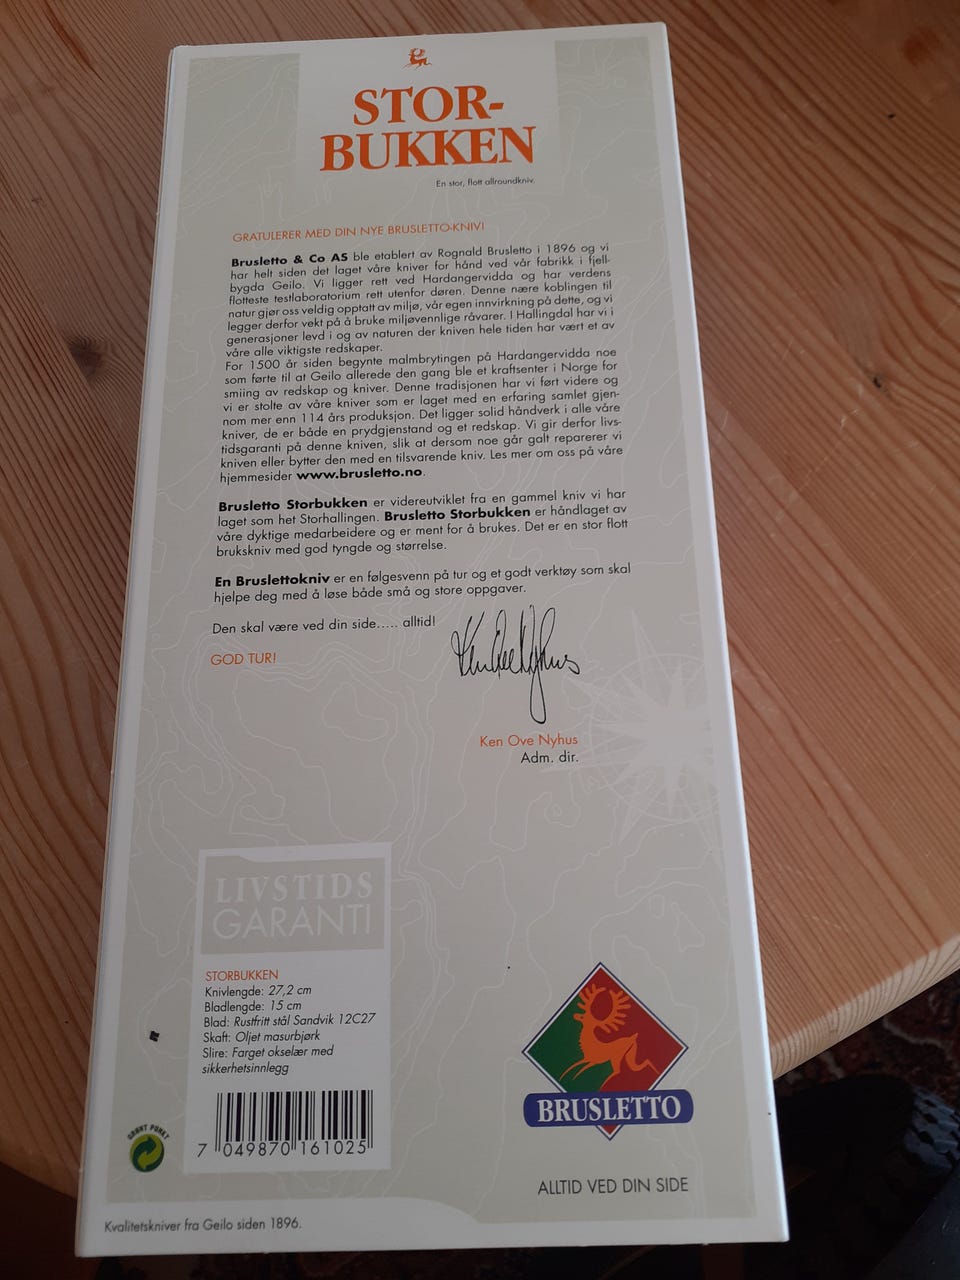 STOR-
BUKKEN
En stor, flott allroundkniv.
GRATULERER MED DIN NYE BRUSLETTO-KNIV!
Brusletto & Co AS ble etablert av Rognald Brusletto i 1896 og vi
har helt siden det laget våre kniver for hånd ved vår fabrikk i fjell-
bygda Geilo. Vi ligger rett ved Hardangervidda og har verdens
flotteste testlaboratorium rett utenfor døren. Denne nære koblingen til
natur gjør oss veldig opptatt av miljø, vår egen innvirkning på dette, og vi
legger derfor vekt på å bruke miljøvennlige råvarer. I Hallingdal har vi i
generasjoner levd i og av naturen der kniven hele tiden har vært et av
våre alle viktigste redskaper.
For 1500 år siden begynte malmbrytingen på Hardangervidda noe
som førte til at Geilo allerede den gang ble et kraftsenter i Norge for
smiing av redskap og kniver. Denne tradisjonen har vi ført videre og
vi er stolte av våre kniver som er laget med en erfaring samlet gjen-
nom mer enn 114 års produksjon. Det ligger solid håndverk i alle våre
kniver, de er både en prydgjenstand og et redskap. Vi gir derfor livs-
tidsgaranti på denne kniven, slik at dersom noe går galt reparerer vi
kniven eller bytter den med en tilsvarende kniv. Les mer om oss på våre
hjemmesider www.brusletto.no.
Brusletto Storbukken er videreutviklet fra en gammel kniv vi har
laget som het Storhallingen. Brusletto Storbukken er håndlaget av
våre dyktige medarbeidere og er ment for å brukes. Det er en stor flott
brukskniv med god tyngde og størrelse.
En Bruslettokniv er en følgesvenn på tur og et godt verktøy som skal
hjelpe deg med å løse både små og store oppgaver.
Den skal være ved din side..... alltid!
GOD TUR!
Ken Ove Nyhus
Ken Ove Nyhus
Adm. dir.
LIVSTIDS
GARANTI
STORBUKKEN
Knivlengde: 27,2 cm
Bladlengde: 15 cm
Blad: Rustfritt stål Sandvik 12C27
Skaft: Oljet masurbjørk
Slire: Farget okselær med
sikkerhetsinnlegg
7 049870 161025
GRØNT PUNKT
BRUSLETTO
ALLTID VED DIN SIDE
Kvalitetskniver fra Geilo siden 1896.